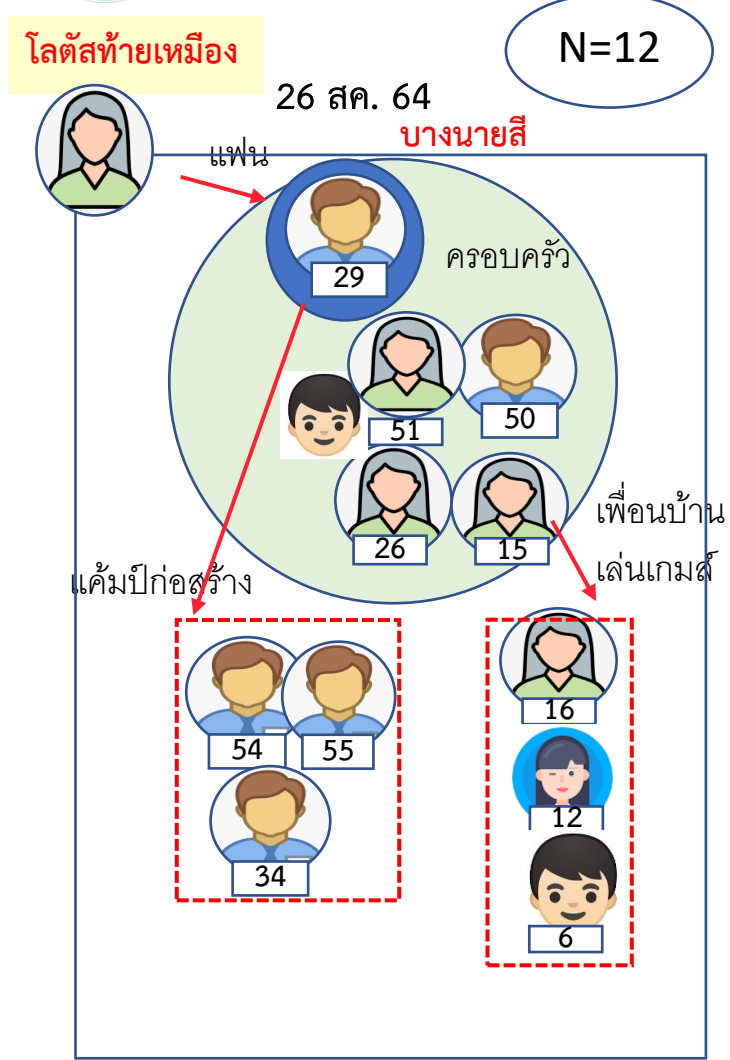 โลตัสท้ายเหมือง
N=12
26 สค. 64
บางนายสี
แฟน
ครอบครัว
29
51
50
26
15
เพื่อนบ้าน
เล่นเกมส์
แค้มป์ก่อสร้าง
54
55
34
16
12
6